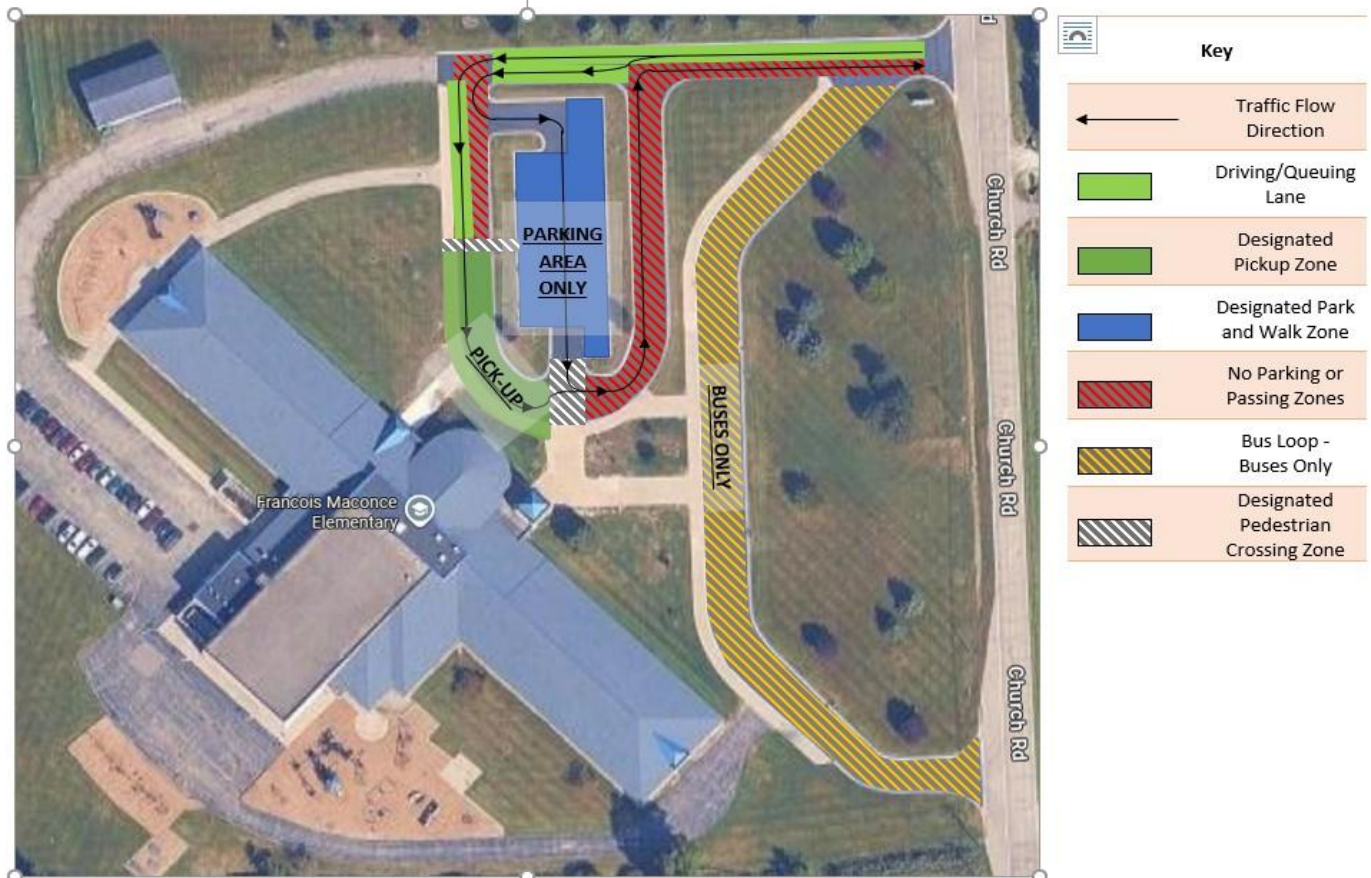 d
Church Rd
Church Rd
Church Rd
PARKING
AREA
ONLY
PICK-UP
BUSES ONLY
Francois Maconce
Elementary
Key
Traffic Flow
Direction
Driving/Queuing
Lane
Designated
Pickup Zone
Designated Park
and Walk Zone
No Parking or
Passing Zones
Bus Loop -
Buses Only
Designated
Pedestrian
Crossing Zone